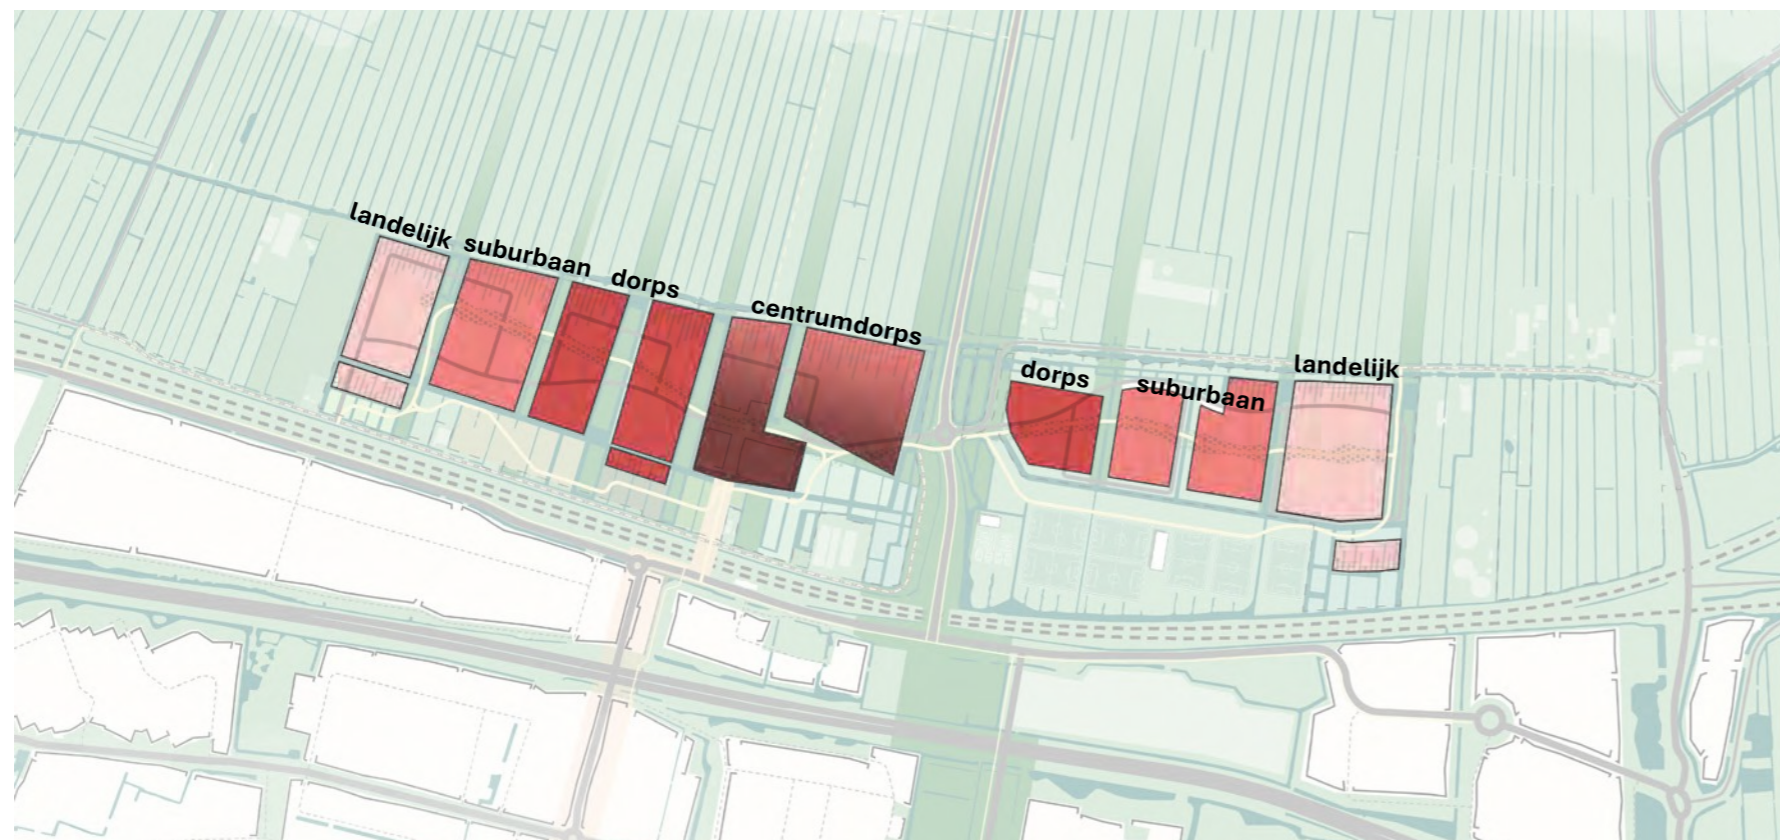 landelijk
suburbaan
dorps
centrumdorps
dorps
suburbaan
landelijk